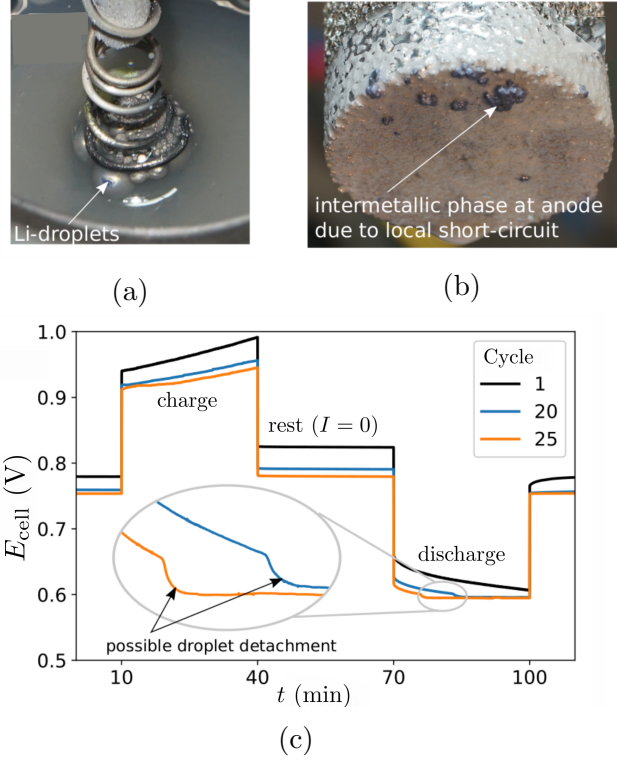 Li-droplets
intermetallic phase at anode
due to local short-circuit
(a)
(b)
1.0
0.9
0.8
0.7
0.6
0.5
E_cell (V)
charge
rest (I = 0)
discharge
Cycle
1
20
25
possible droplet detachment
10
40
70
100
t (min)
(c)